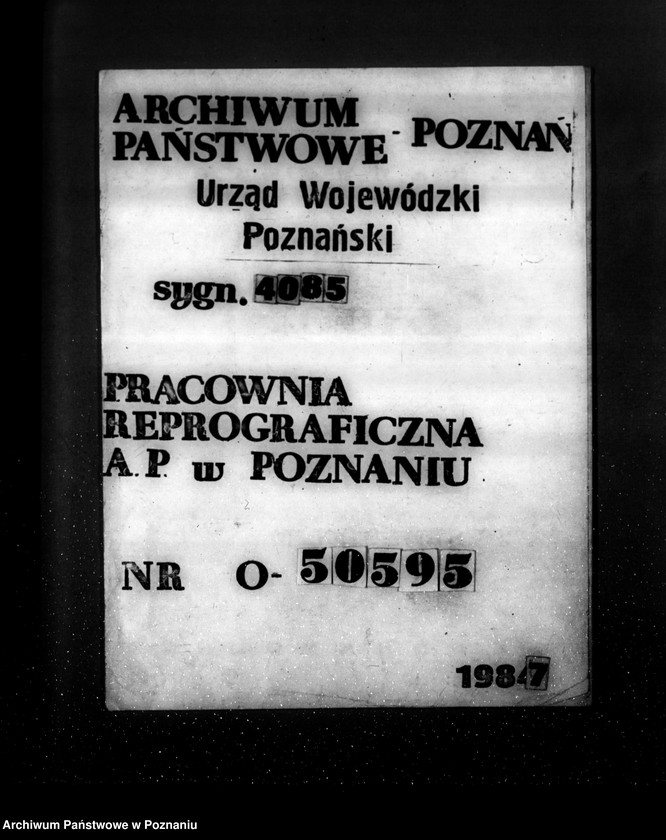 ARCHIWUM
PAŃSTWOWE - POZNAŃ
Urząd Wojewódzki
Poznański
sygn. 4085
PRACOWNIA
REPROGRAFICZNA
A.P. w POZNANIU
NR O-50595
1987
Archiwum Państwowe w Poznaniu